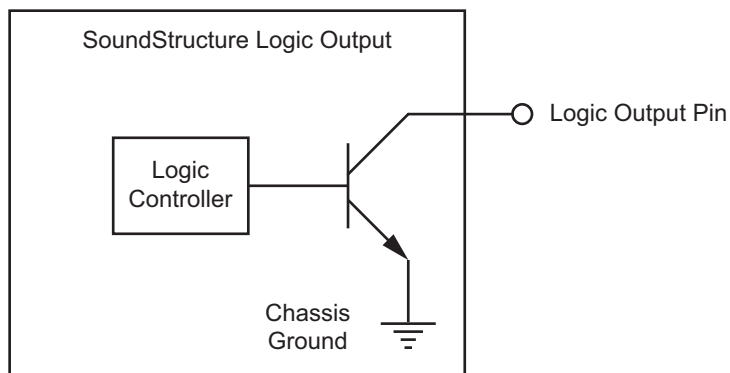 SoundStructure Logic Output
Logic Output Pin
Logic
Controller
Chassis
Ground